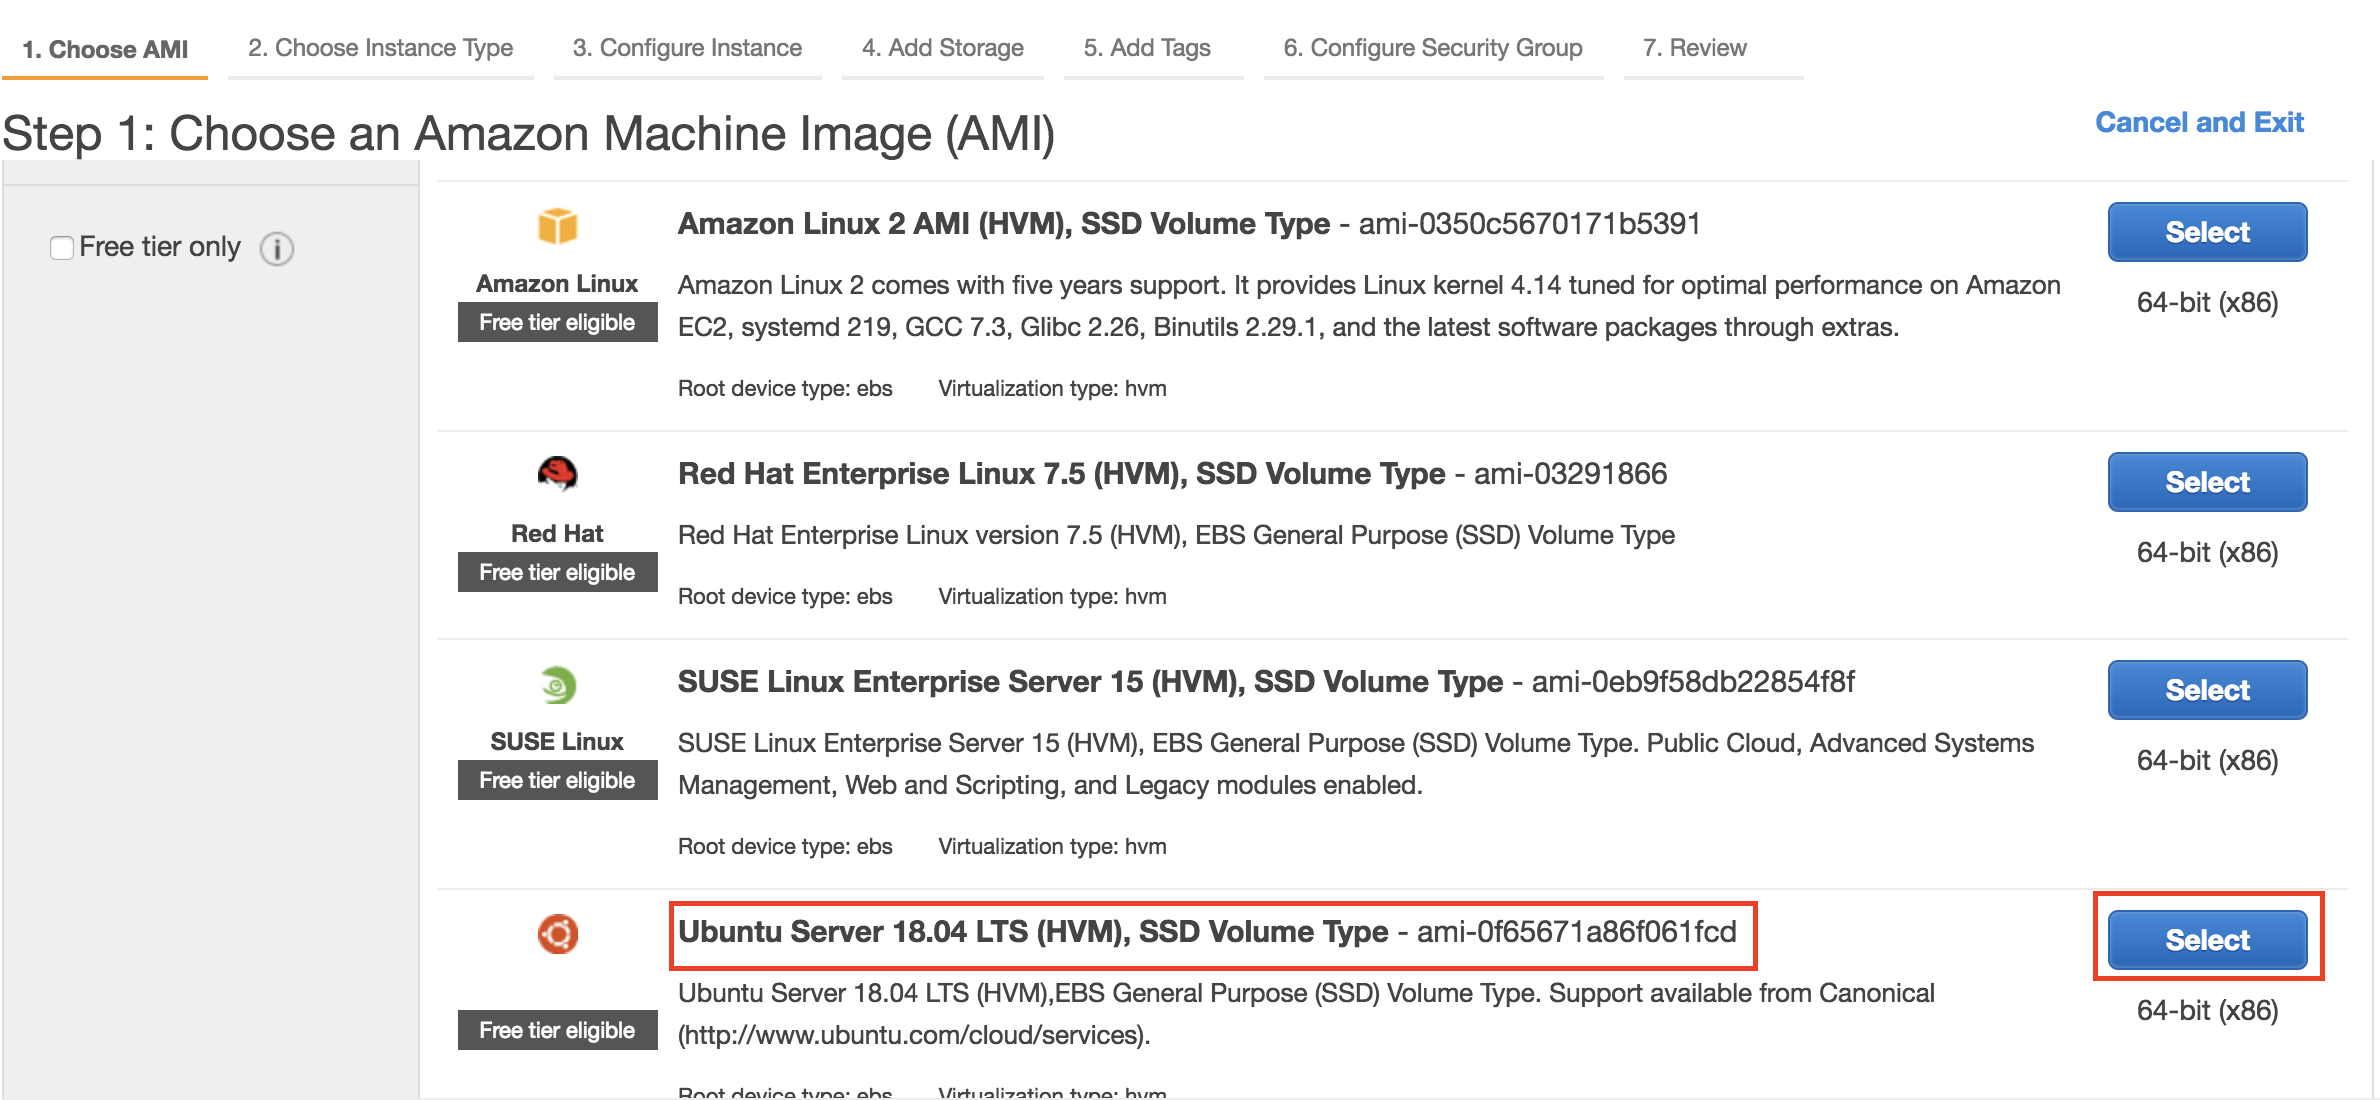 1. Choose AMI 2. Choose Instance Type 3. Configure Instance 4. Add Storage 5. Add Tags 6. Configure Security Group 7. Review
Step 1: Choose an Amazon Machine Image (AMI)
Cancel and Exit
Free tier only
Amazon Linux
Free tier eligible
Amazon Linux 2 AMI (HVM), SSD Volume Type - ami-0350c5670171b5391
Amazon Linux 2 comes with five years support. It provides Linux kernel 4.14 tuned for optimal performance on Amazon
EC2, systemd 219, GCC 7.3, Glibc 2.26, Binutils 2.29.1, and the latest software packages through extras.
Root device type: ebs Virtualization type: hvm
Select
64-bit (x86)
Red Hat
Free tier eligible
Red Hat Enterprise Linux 7.5 (HVM), SSD Volume Type - ami-03291866
Red Hat Enterprise Linux version 7.5 (HVM), EBS General Purpose (SSD) Volume Type
Root device type: ebs Virtualization type: hvm
Select
64-bit (x86)
SUSE Linux
Free tier eligible
SUSE Linux Enterprise Server 15 (HVM), SSD Volume Type - ami-0eb9f58db22854f8f
SUSE Linux Enterprise Server 15 (HVM), EBS General Purpose (SSD) Volume Type. Public Cloud, Advanced Systems
Management, Web and Scripting, and Legacy modules enabled.
Root device type: ebs Virtualization type: hvm
Select
64-bit (x86)
Free tier eligible
Ubuntu Server 18.04 LTS (HVM), SSD Volume Type - ami-0f65671a86f061fcd
Ubuntu Server 18.04 LTS (HVM),EBS General Purpose (SSD) Volume Type. Support available from Canonical
(http://www.ubuntu.com/cloud/services).
Root device type: ebs Virtualization type: hvm
Select
64-bit (x86)